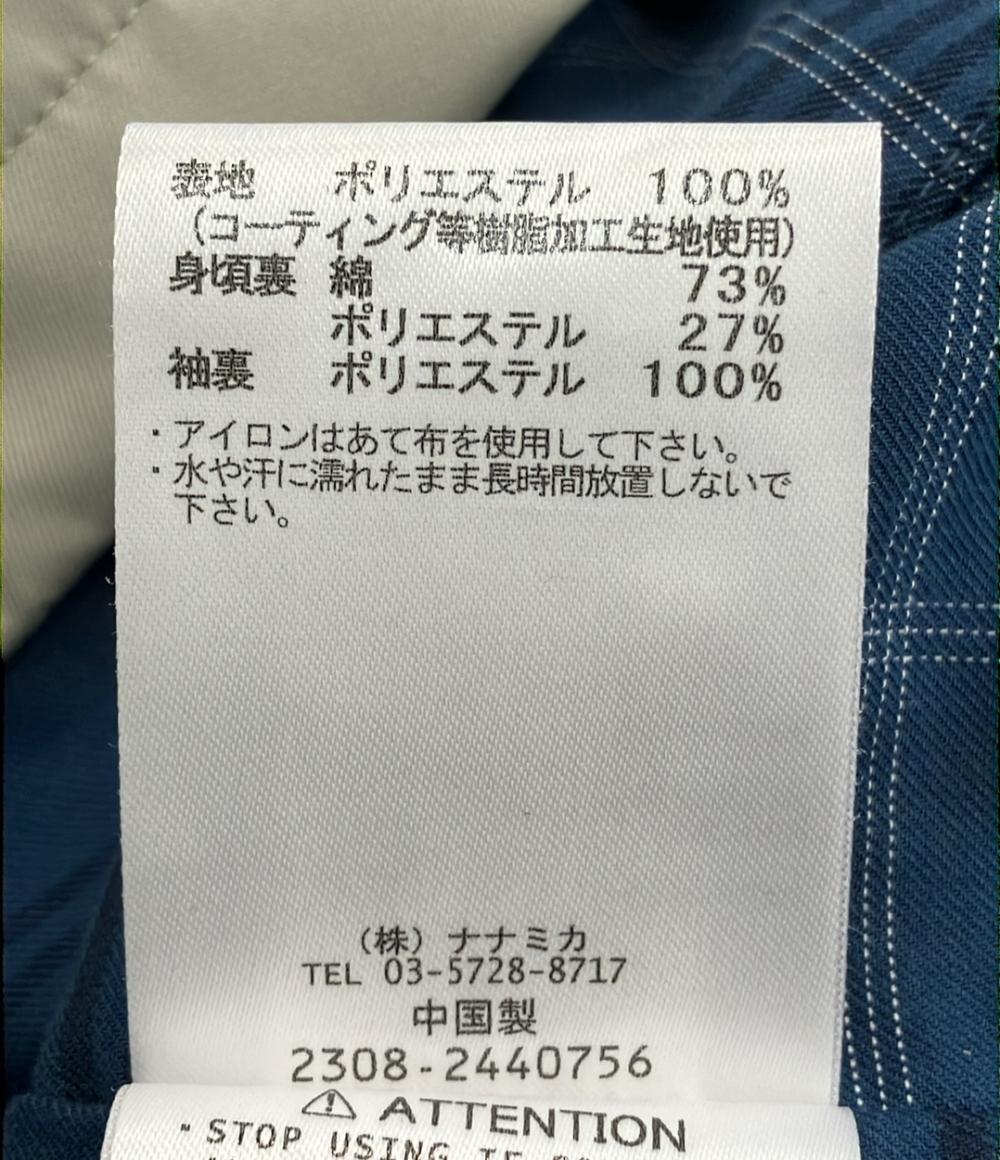 表地 ポリエステル 100%
(コーティング等樹脂加工生地使用)
身頃裏 綿 73%
ポリエステル 27%
袖裏 ポリエステル 100%
・アイロンはあて布を使用して下さい。
・水や汗に濡れたまま長時間放置しないで
下さい。
(株) ナナミカ
TEL 03-5728-8717
中国製
2308-2440756
⚠ ATTENTION
・STOP USING IF